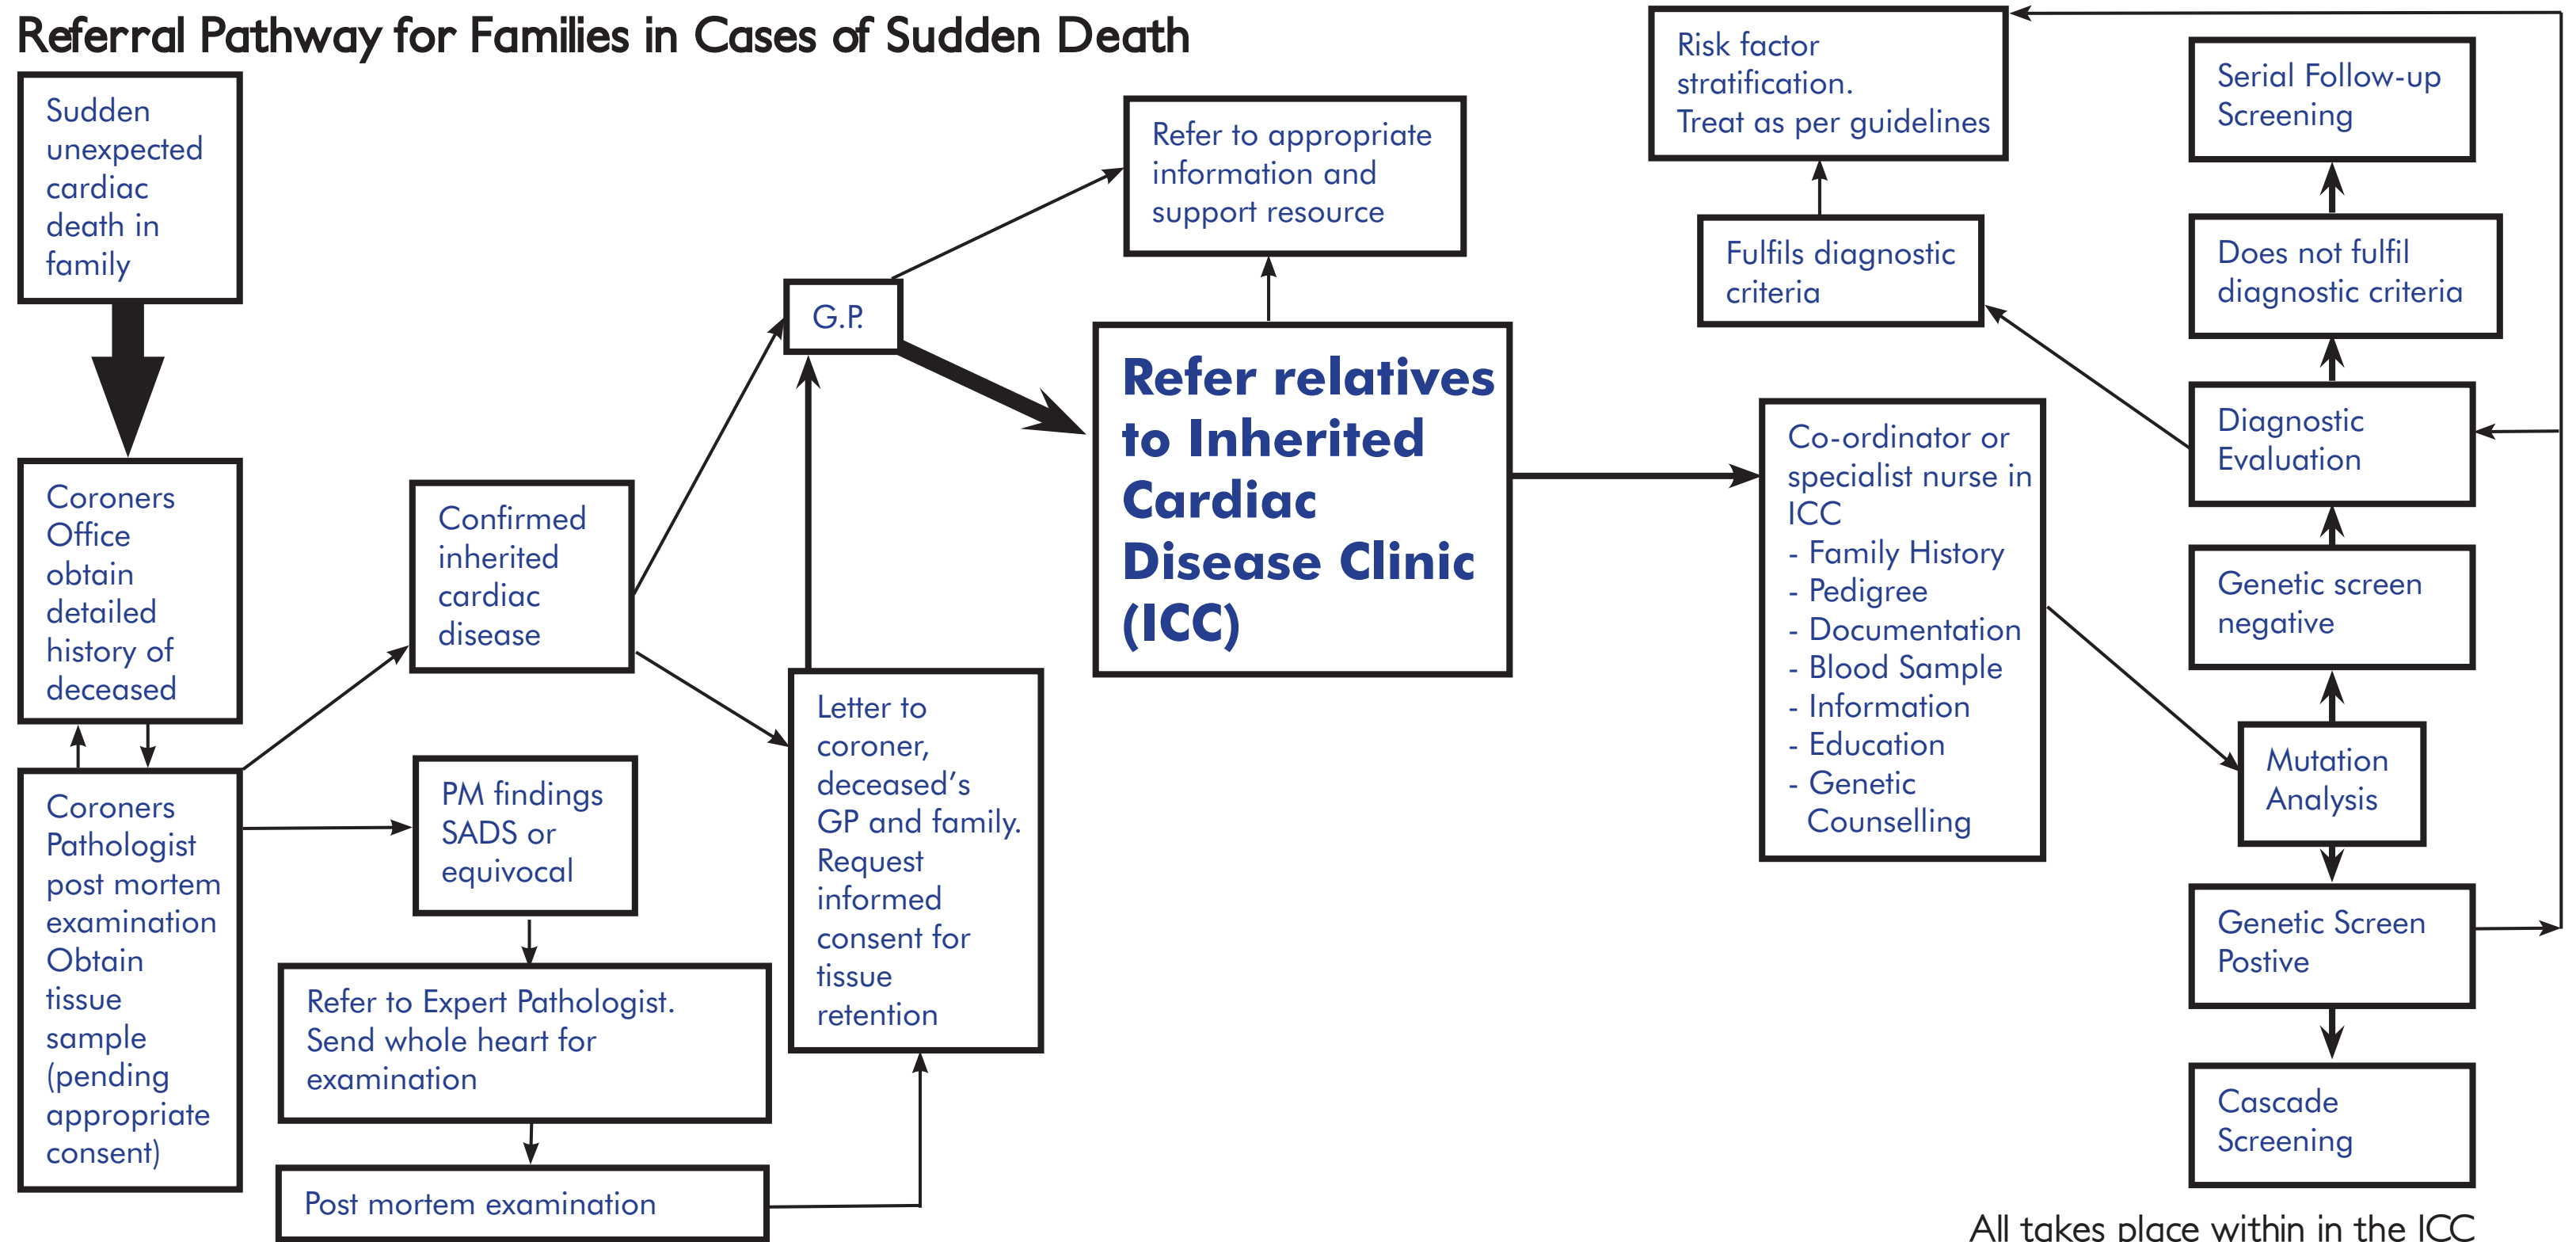 Referral Pathway for Families in Cases of Sudden Death
Sudden
unexpected
cardiac
death in
family
Coroners
Office
obtain
detailed
history of
deceased
Coroners
Pathologist
post mortem
examination
Obtain
tissue
sample
(pending
appropriate
consent)
Confirmed
inherited
cardiac
disease
PM findings
SADS or
equivocal
Refer to Expert Pathologist.
Send whole heart for
examination
Post mortem examination
G.P.
Letter to
coroner,
deceased’s
GP and family.
Request
informed
consent for
tissue
retention
Refer to appropriate
information and
support resource
Refer relatives
to Inherited
Cardiac
Disease Clinic
(ICC)
Risk factor
stratification.
Treat as per guidelines
Fulfils diagnostic
criteria
Co-ordinator or
specialist nurse in
ICC
- Family History
- Pedigree
- Documentation
- Blood Sample
- Information
- Education
- Genetic
Counselling
Serial Follow-up
Screening
Does not fulfil
diagnostic criteria
Diagnostic
Evaluation
Genetic screen
negative
Mutation
Analysis
Genetic Screen
Postive
Cascade
Screening
All takes place within in the ICC